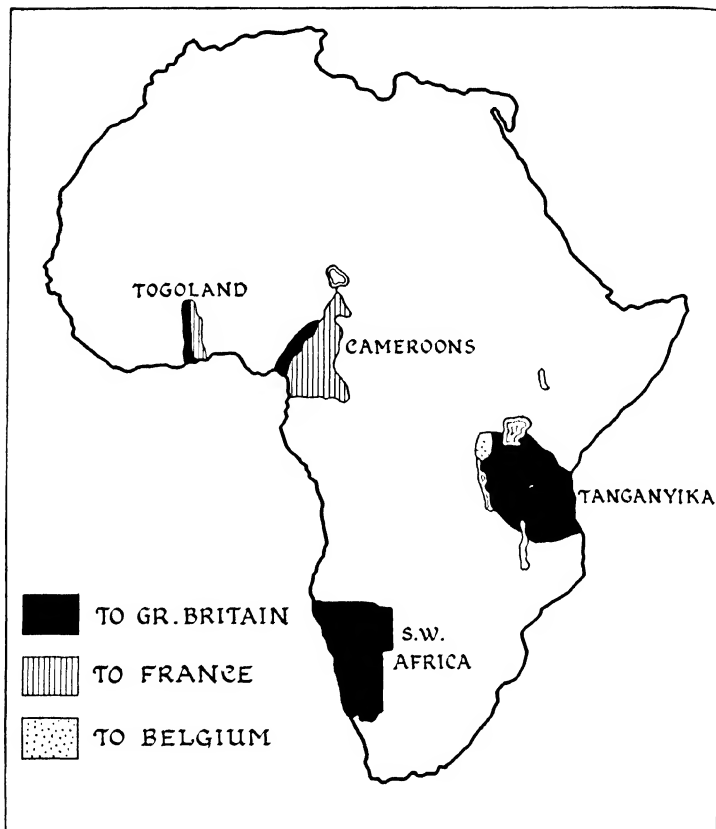 TOGOLAND
CAMEROONS
TANGANYIKA
S.W.
AFRICA
TO GR. BRITAIN
TO FRANCE
TO BELGIUM